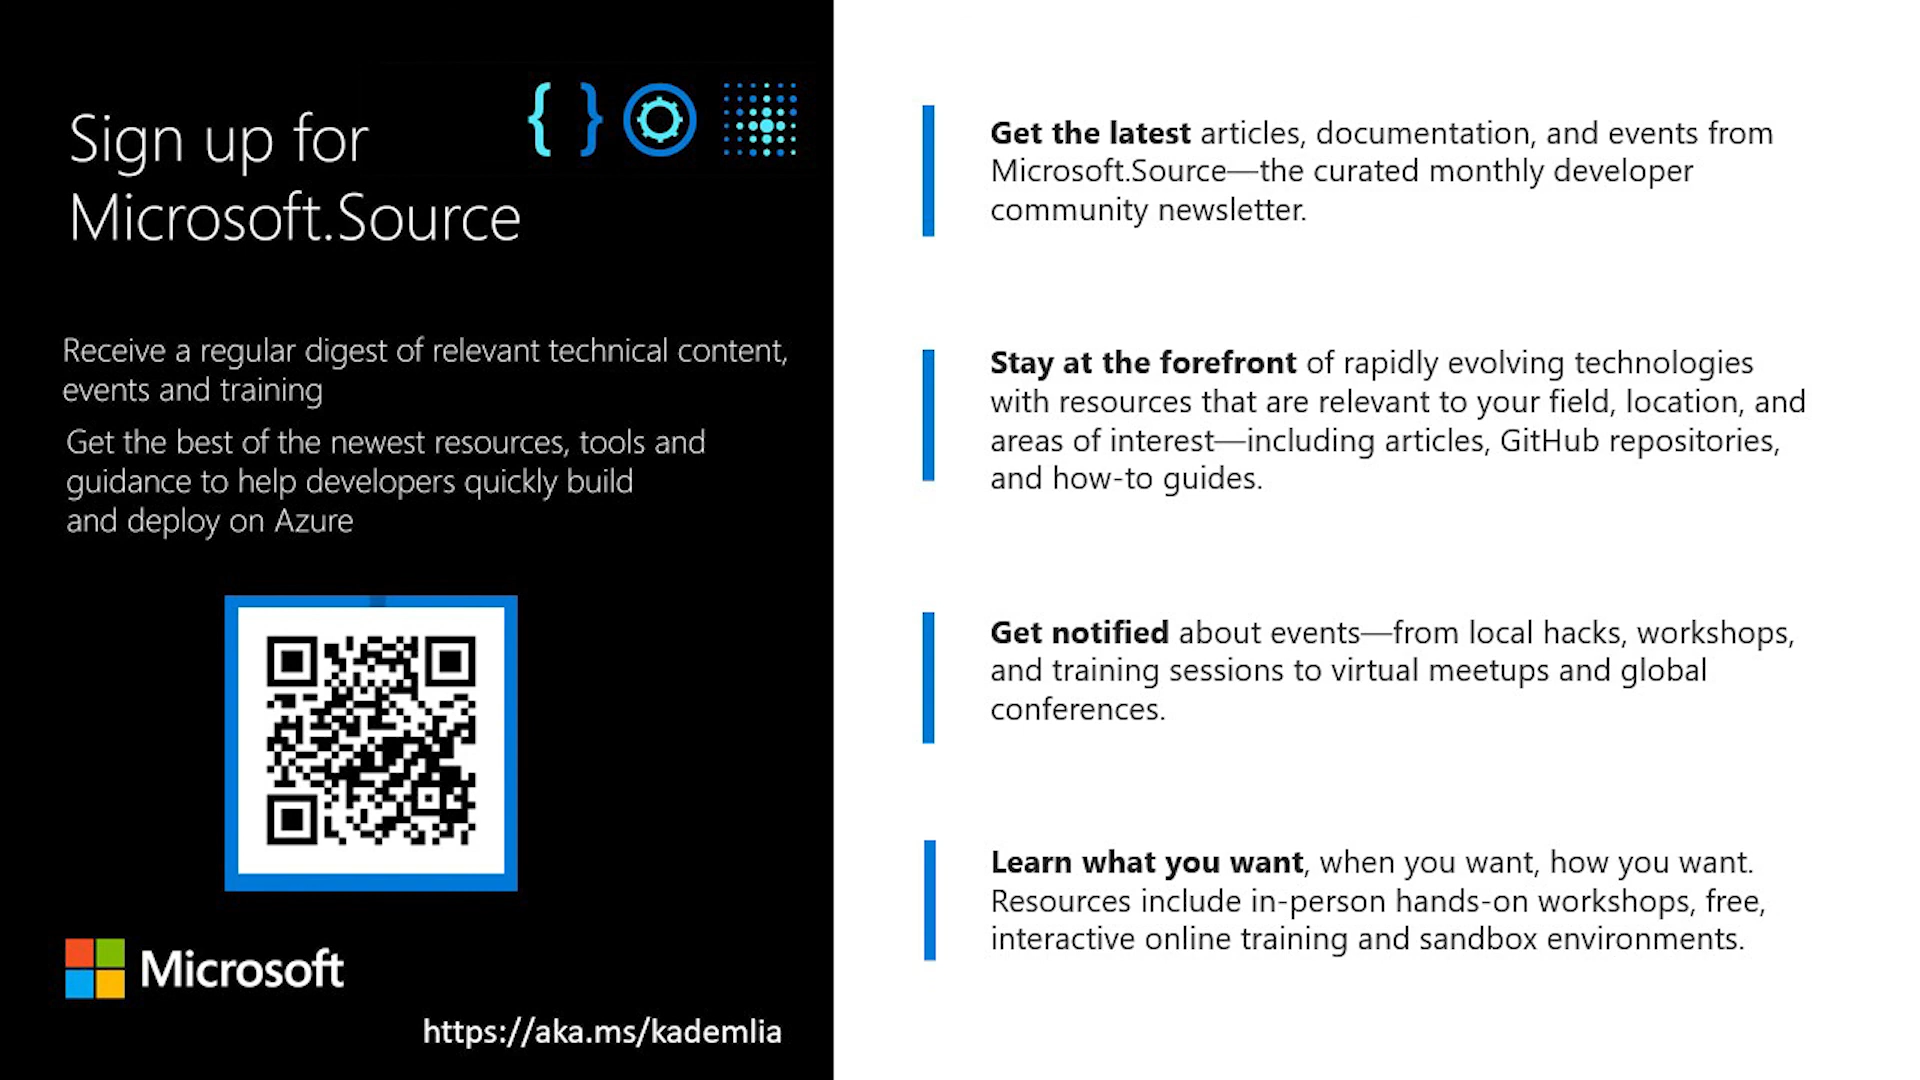 Sign up for
Microsoft.Source
Receive a regular digest of relevant technical content,
events and training
Get the best of the newest resources, tools and
guidance to help developers quickly build
and deploy on Azure
Microsoft
https://aka.ms/kademlia
Get the latest articles, documentation, and events from
Microsoft.Source—the curated monthly developer
community newsletter.
Stay at the forefront of rapidly evolving technologies
with resources that are relevant to your field, location, and
areas of interest—including articles, GitHub repositories,
and how-to guides.
Get notified about events—from local hacks, workshops,
and training sessions to virtual meetups and global
conferences.
Learn what you want, when you want, how you want.
Resources include in-person hands-on workshops, free,
interactive online training and sandbox environments.